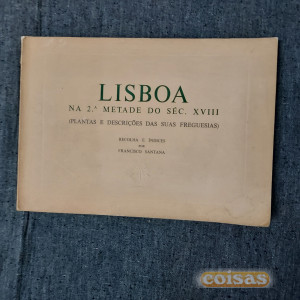 LISBOA
NA 2.ª METADE DO SÉC. XVIII
(PLANTAS E DESCRIÇÕES DAS SUAS FREGUESIAS)
RECOLHA E ÍNDICES
POR
FRANCISCO SANTANA
coisas